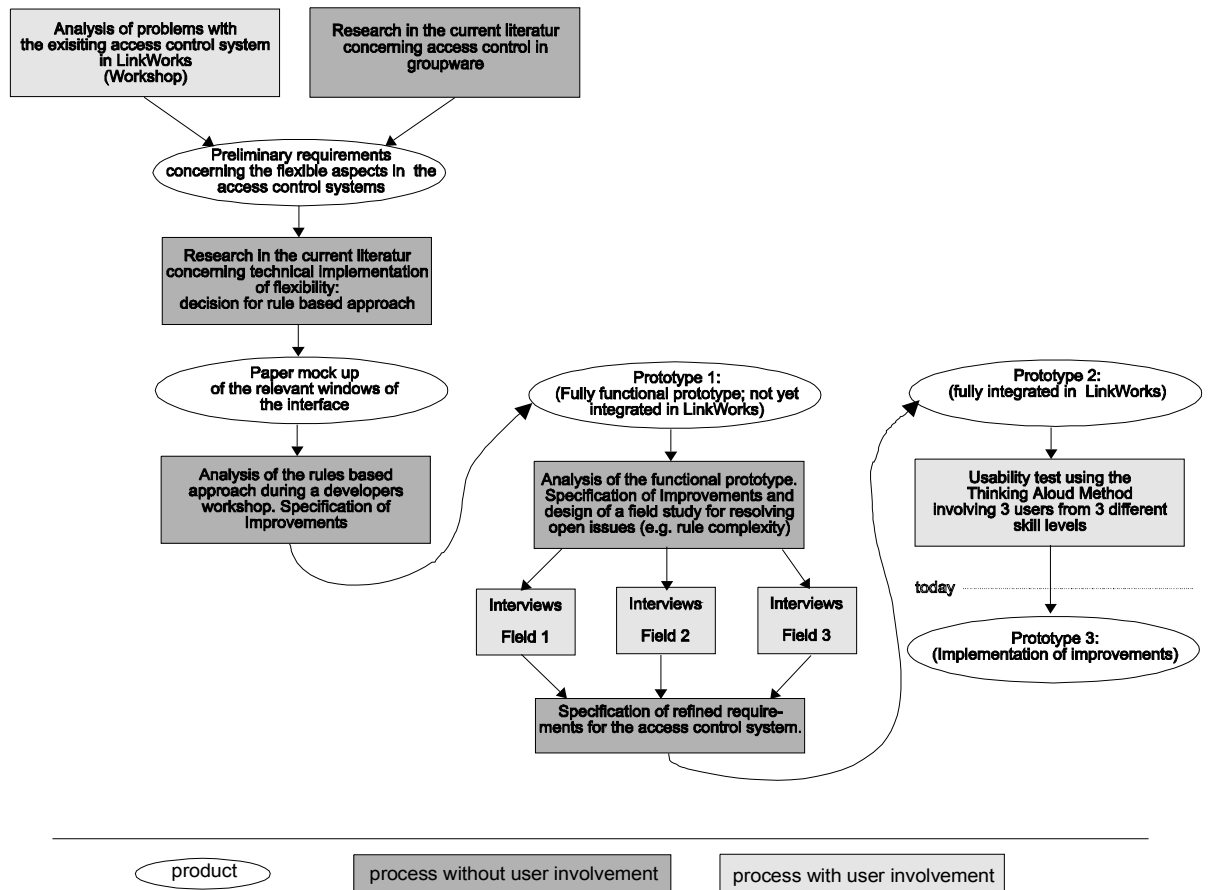 Analysis of problems with
the exisiting access control system
in LinkWorks
(Workshop)
Research in the current literatur
concerning access control in
groupware
Preliminary requirements
concerning the flexible aspects in the
access control systems
Research in the current literatur
concerning technical implementation
of flexibility:
decision for rule based approach
Paper mock up
of the relevant windows of
the interface
Analysis of the rules based
approach during a developers
workshop. Specification of
Improvements
Prototype 1:
(Fully functional prototype; not yet
integrated in LinkWorks)
Analysis of the functional prototype.
Specification of Improvements and
design of a field study for resolving
open issues (e.g. rule complexity)
Interviews
Field 1
Interviews
Field 2
Interviews
Field 3
Specification of refined require-
ments for the access control system.
Prototype 2:
(fully integrated in LinkWorks)
Usability test using the
Thinking Aloud Method
involving 3 users from 3 different
skill levels
today
Prototype 3:
(Implementation of improvements)
product
process without user involvement
process with user involvement